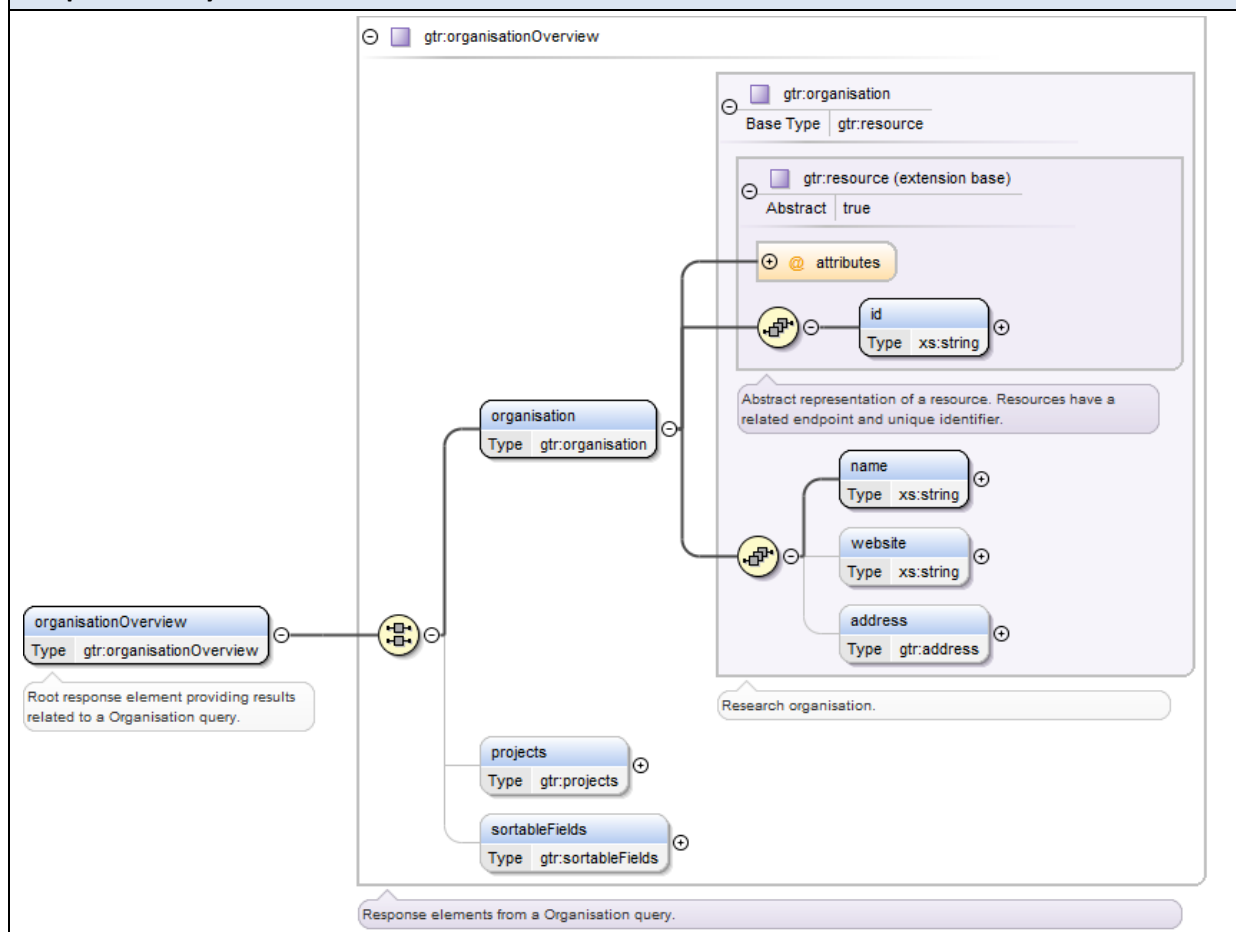 gtr:organisationOverview
gtr:organisation
Base Type gtr:resource
gtr:resource (extension base)
Abstract true
@ attributes
id
Type xs:string
Abstract representation of a resource. Resources have a
related endpoint and unique identifier.
organisation
Type gtr:organisation
name
Type xs:string
website
Type xs:string
address
Type gtr:address
Research organisation.
organisationOverview
Type gtr:organisationOverview
Root response element providing results
related to a Organisation query.
projects
Type gtr:projects
sortableFields
Type gtr:sortableFields
Response elements from a Organisation query.